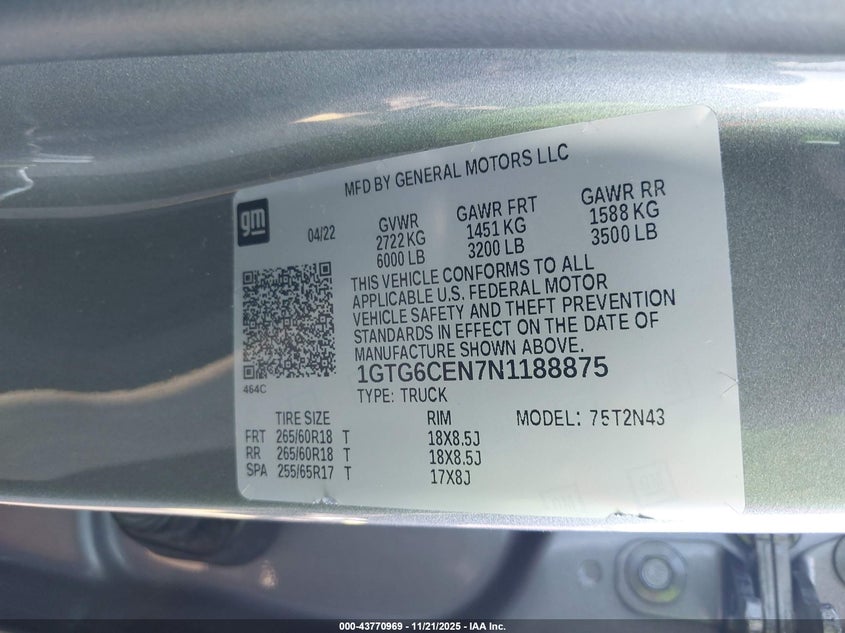 MFD BY GENERAL MOTORS LLC
gm
04/22
GVWR
2722 KG
6000 LB
GAWR FRT
1451 KG
3200 LB
GAWR RR
1588 KG
3500 LB
THIS VEHICLE CONFORMS TO ALL
APPLICABLE U.S. FEDERAL MOTOR
VEHICLE SAFETY AND THEFT PREVENTION
STANDARDS IN EFFECT ON THE DATE OF
MANUFACTURE SHOWN ABOVE.
464C
1GTG6CEN7N1188875
TYPE: TRUCK
TIRE SIZE RIM MODEL: 75T2N43
FRT 265/60R18 T 18X8.5J
RR 265/60R18 T 18X8.5J
SPA 255/65R17 T 17X8J
000-43770969 - 11/21/2025 - IAA Inc.